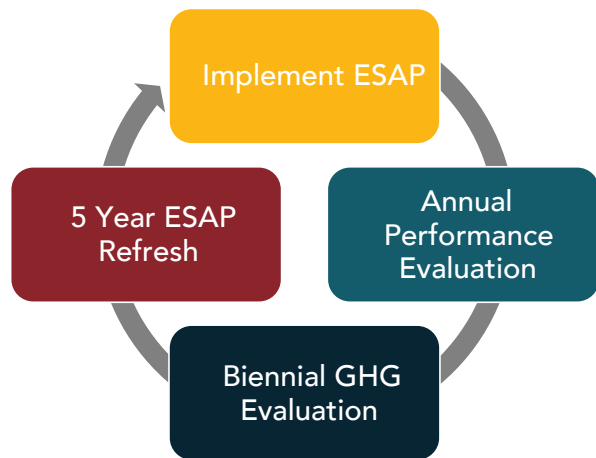 Implement ESAP
Annual
Performance
Evaluation
Biennial GHG
Evaluation
5 Year ESAP
Refresh